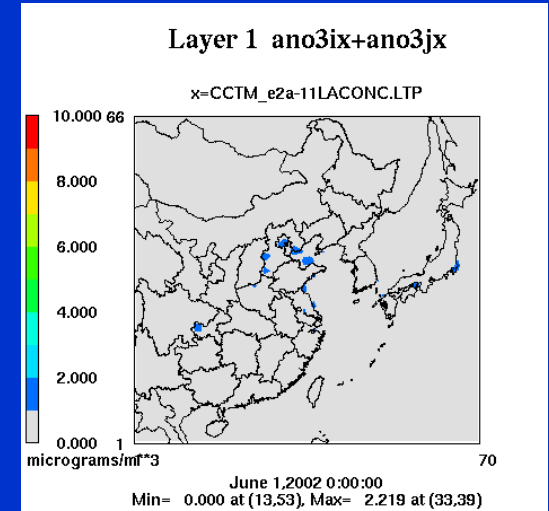 Layer 1 ano3ix+ano3jx
x=CCTM_e2a-11LACONC.LTP
10.000 66
8.000
6.000
4.000
2.000
0.000 1
micrograms/m**3 70
June 1,2002 0:00:00
Min= 0.000 at (13,53), Max= 2.219 at (33,39)